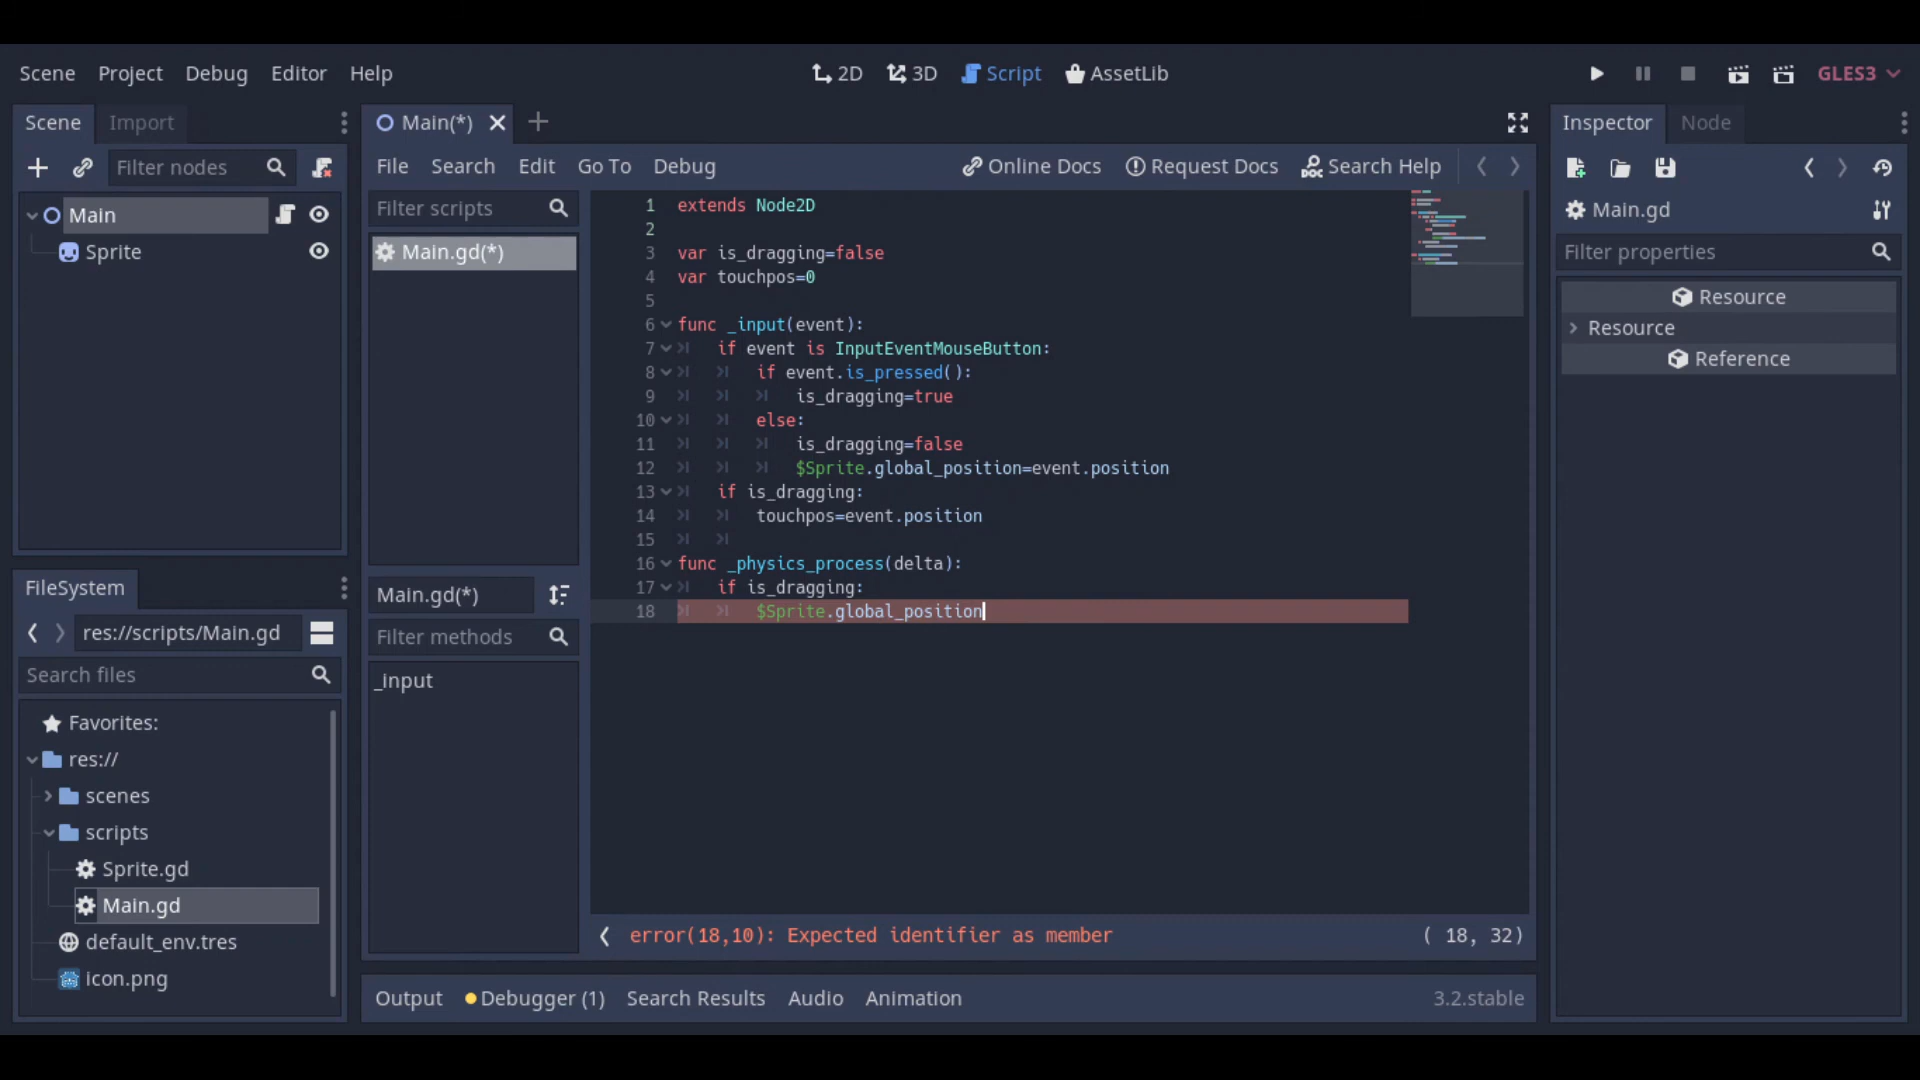 Scene Project Debug Editor Help
2D 3D Script AssetLib
GLES3
Scene Import
Filter nodes
Main
Sprite
FileSystem
res://scripts/Main.gd
Search files
Favorites:
res://
scenes
scripts
Sprite.gd
Main.gd
default_env.tres
icon.png
Main(*)
File Search Edit Go To Debug
Online Docs Request Docs Search Help
Filter scripts
Main.gd(*)
Main.gd(*)
Filter methods
_input
1 extends Node2D
2
3 var is_dragging=false
4 var touchpos=0
5
6 func _input(event):
7 if event is InputEventMouseButton:
8 if event.is_pressed():
9 is_dragging=true
10 else:
11 is_dragging=false
12 $Sprite.global_position=event.position
13 if is_dragging:
14 touchpos=event.position
15
16 func _physics_process(delta):
17 if is_dragging:
18 $Sprite.global_position
error(18,10): Expected identifier as member
( 18, 32)
Output Debugger (1) Search Results Audio Animation
3.2.stable
Inspector Node
Main.gd
Filter properties
Resource
Resource
Reference